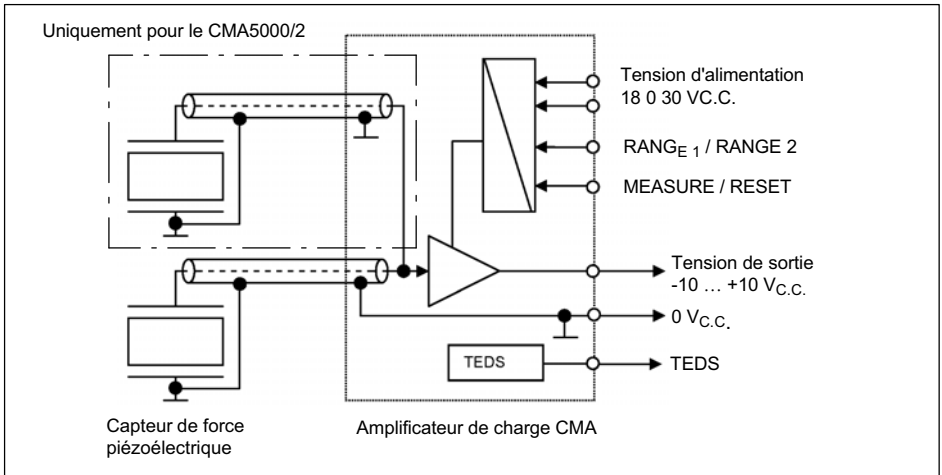 Uniquement pour le CMA5000/2
Tension d'alimentation
18 0 30 VC.C.
RANGE 1 / RANGE 2
MEASURE / RESET
Tension de sortie
-10 … +10 VC.C.
0 VC.C.
TEDS
TEDS
Capteur de force
piézoélectrique
Amplificateur de charge CMA